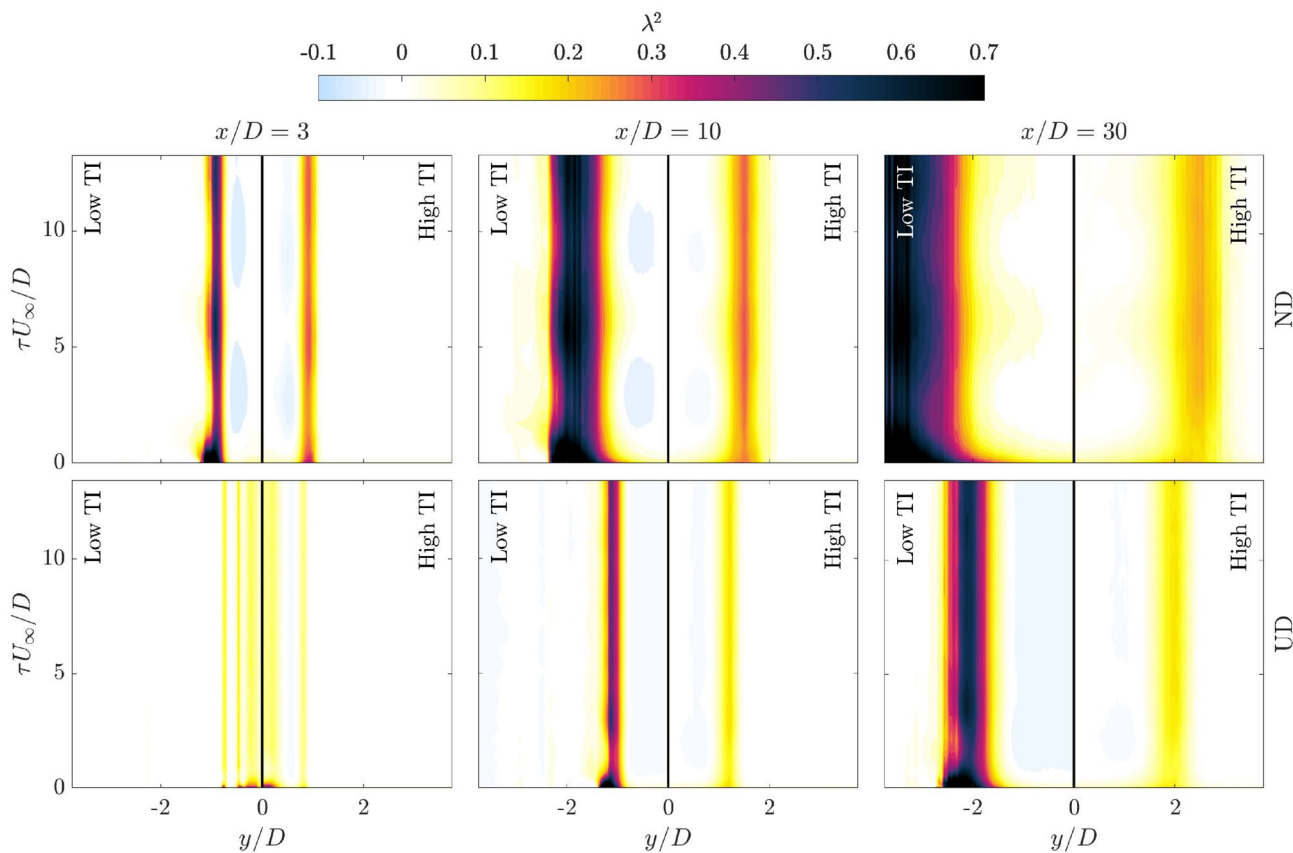 λ²
-0.1 0 0.1 0.2 0.3 0.4 0.5 0.6 0.7
x/D = 3 x/D = 10 x/D = 30
Low TI High TI Low TI High TI Low TI High TI
τU∞/D
10
5
0
ND
Low TI High TI Low TI High TI Low TI High TI
τU∞/D
10
5
0
UD
-2 0 2 -2 0 2 -2 0 2
y/D y/D y/D